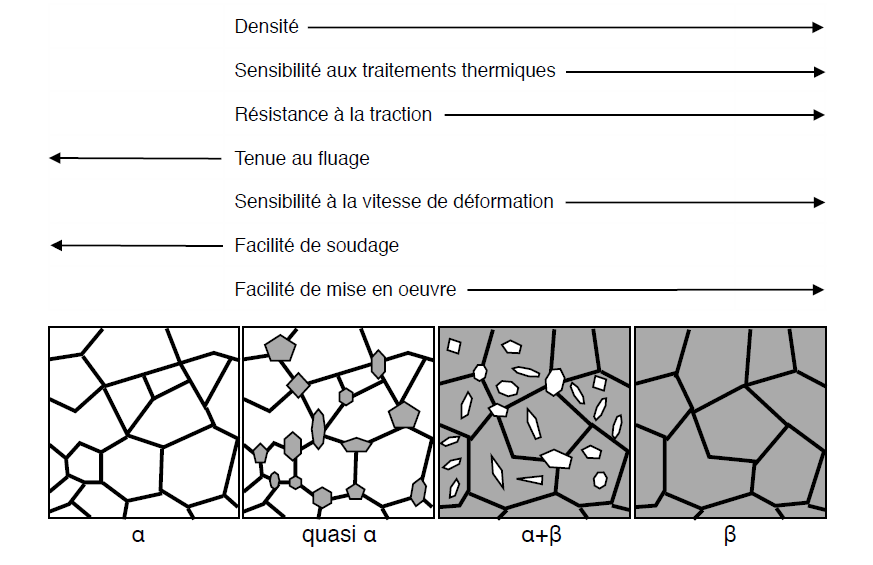 Densité
Sensibilité aux traitements thermiques
Résistance à la traction
Tenue au fluage
Sensibilité à la vitesse de déformation
Facilité de soudage
Facilité de mise en oeuvre
α
quasi α
α+β
β